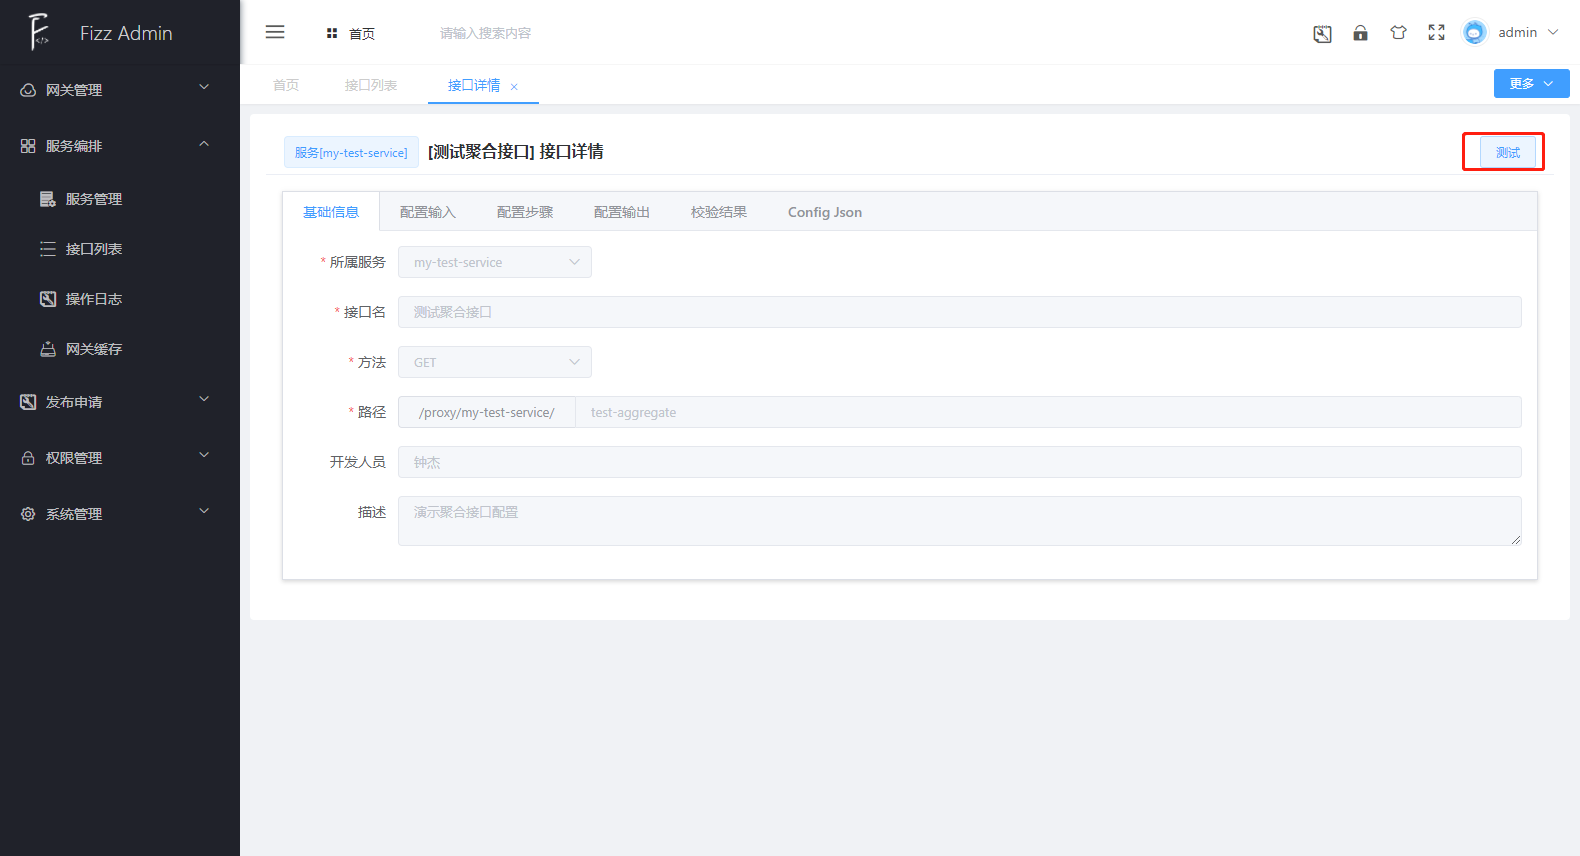 Fizz Admin
首页
请输入搜索内容
admin
网关管理
服务编排
服务管理
接口列表
操作日志
网关缓存
发布申请
权限管理
系统管理
首页
接口列表
接口详情
更多
服务[my-test-service]
[测试聚合接口] 接口详情
测试
基础信息
配置输入
配置步骤
配置输出
校验结果
Config Json
* 所属服务
my-test-service
* 接口名
测试聚合接口
* 方法
GET
* 路径
/proxy/my-test-service/
test-aggregate
开发人员
钟杰
描述
演示聚合接口配置